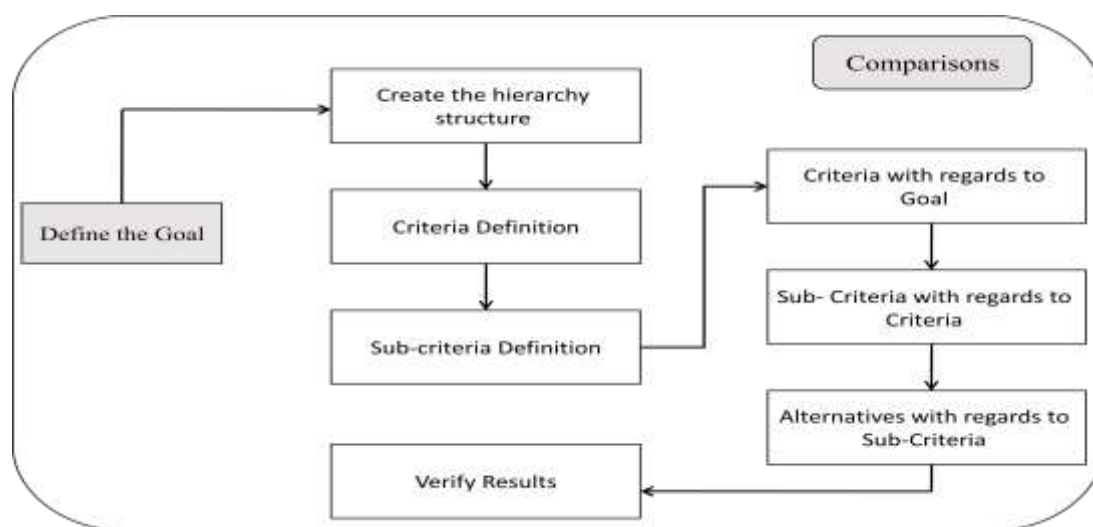 Comparisons
Create the hierarchy
structure
Criteria with regards to
Goal
Define the Goal
Criteria Definition
Sub- Criteria with regards to
Criteria
Sub-criteria Definition
Alternatives with regards to
Sub-Criteria
Verify Results